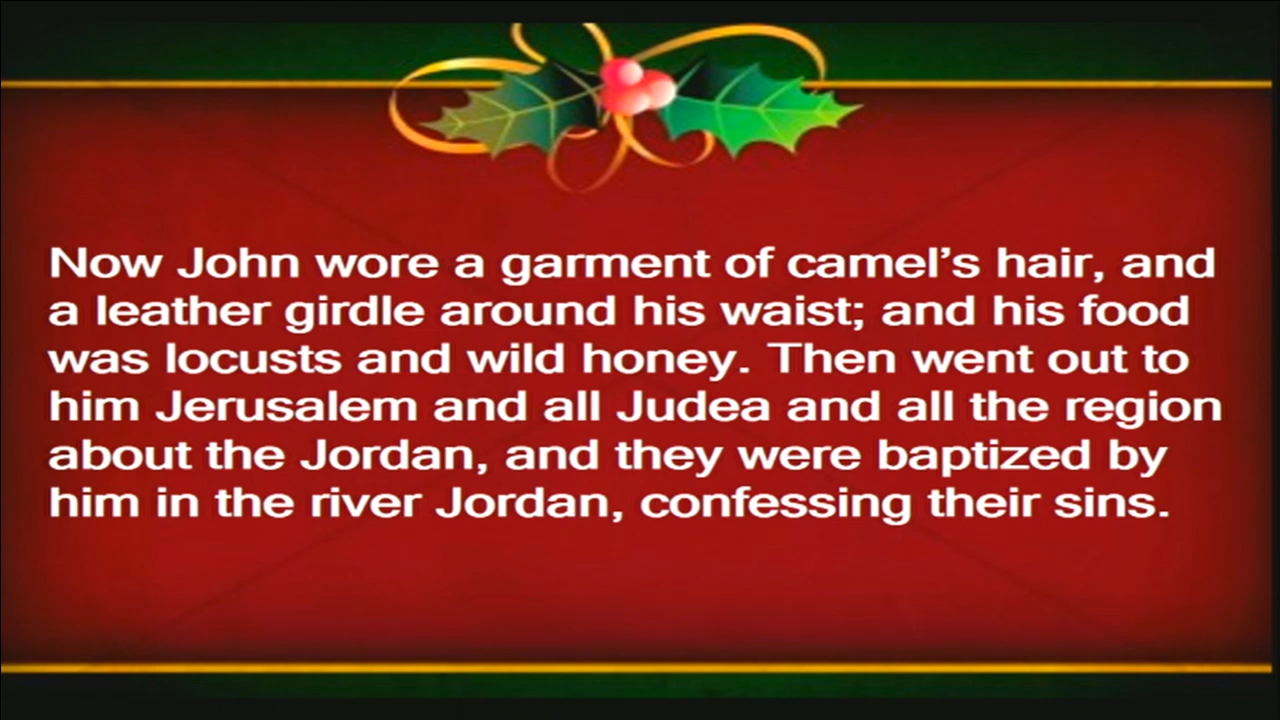 Now John wore a garment of camel’s hair, and
a leather girdle around his waist; and his food
was locusts and wild honey. Then went out to
him Jerusalem and all Judea and all the region
about the Jordan, and they were baptized by
him in the river Jordan, confessing their sins.